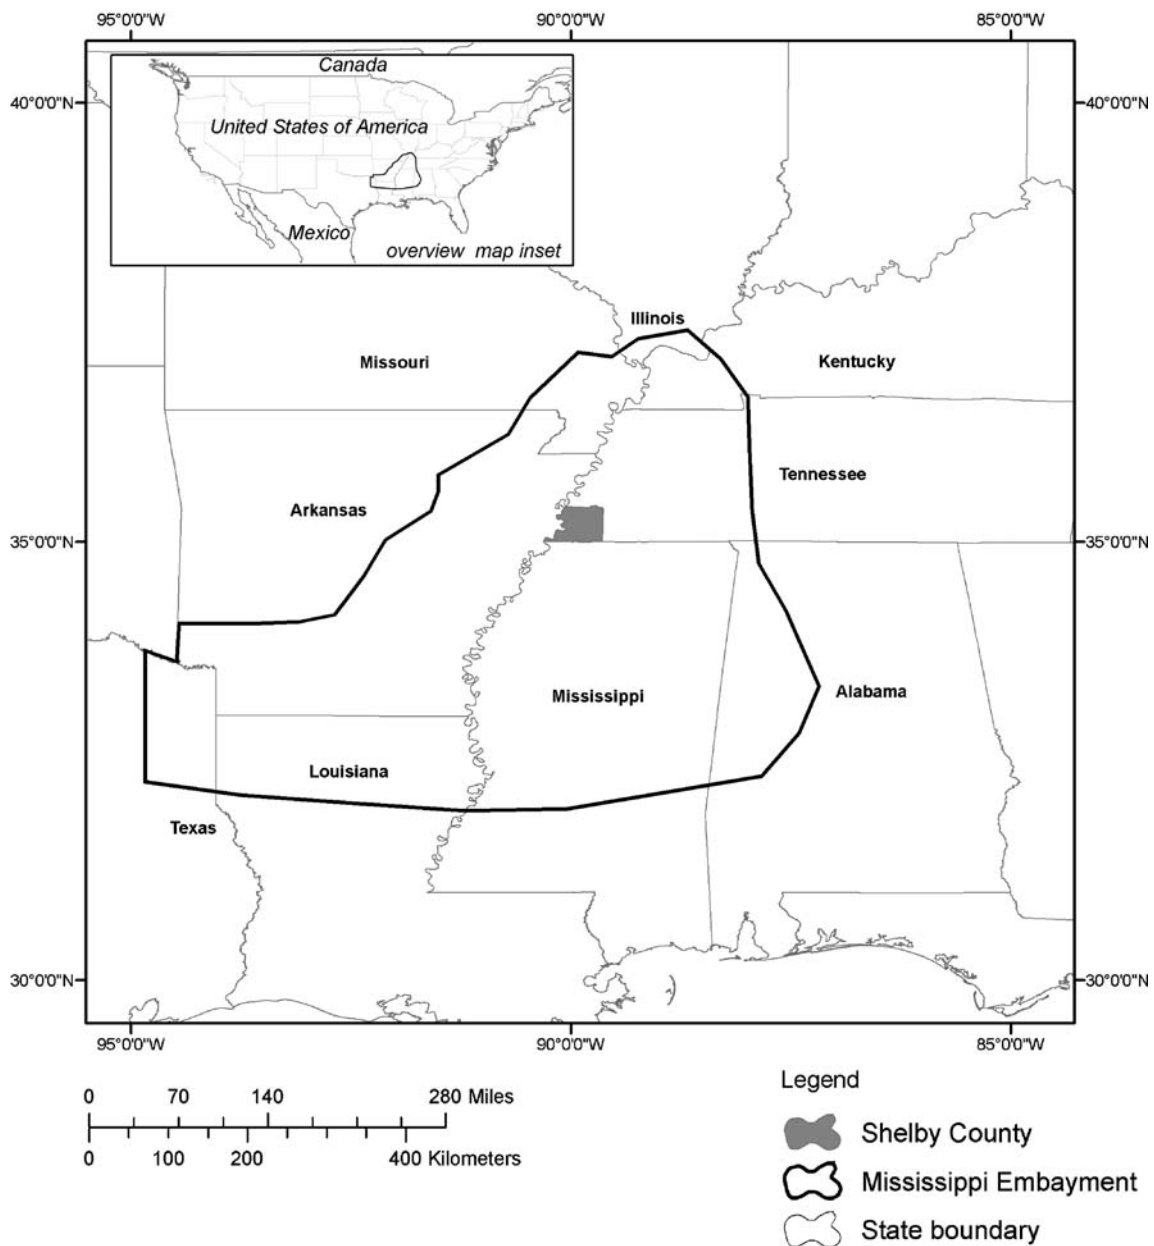 95°0'0"W 90°0'0"W 85°0'0"W
Canada
40°0'0"N 40°0'0"N
United States of America
Mexico
overview map inset
Illinois
Missouri Kentucky
Tennessee
Arkansas
35°0'0"N 35°0'0"N
Mississippi Alabama
Louisiana
Texas
30°0'0"N 30°0'0"N
95°0'0"W 90°0'0"W 85°0'0"W
Legend
0 70 140 280 Miles
Shelby County
0 100 200 400 Kilometers
Mississippi Embayment
State boundary